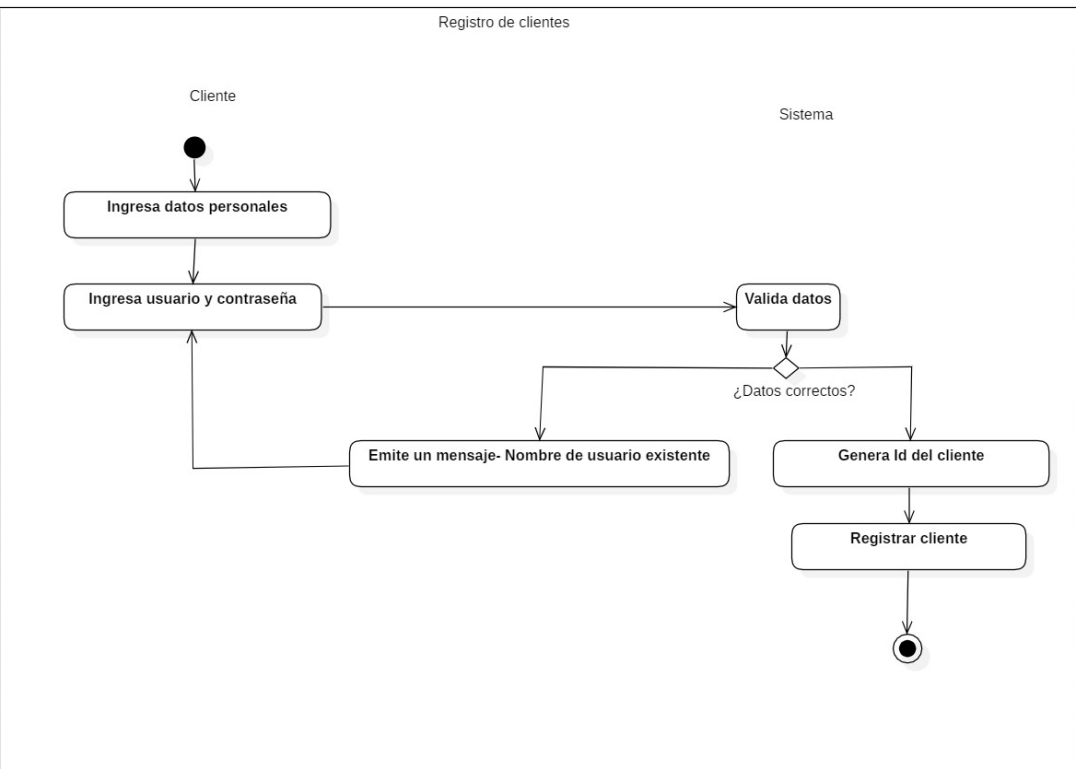 Registro de clientes
Cliente
Sistema
Ingresa datos personales
Ingresa usuario y contraseña
Valida datos
¿Datos correctos?
Emite un mensaje- Nombre de usuario existente
Genera Id del cliente
Registrar cliente